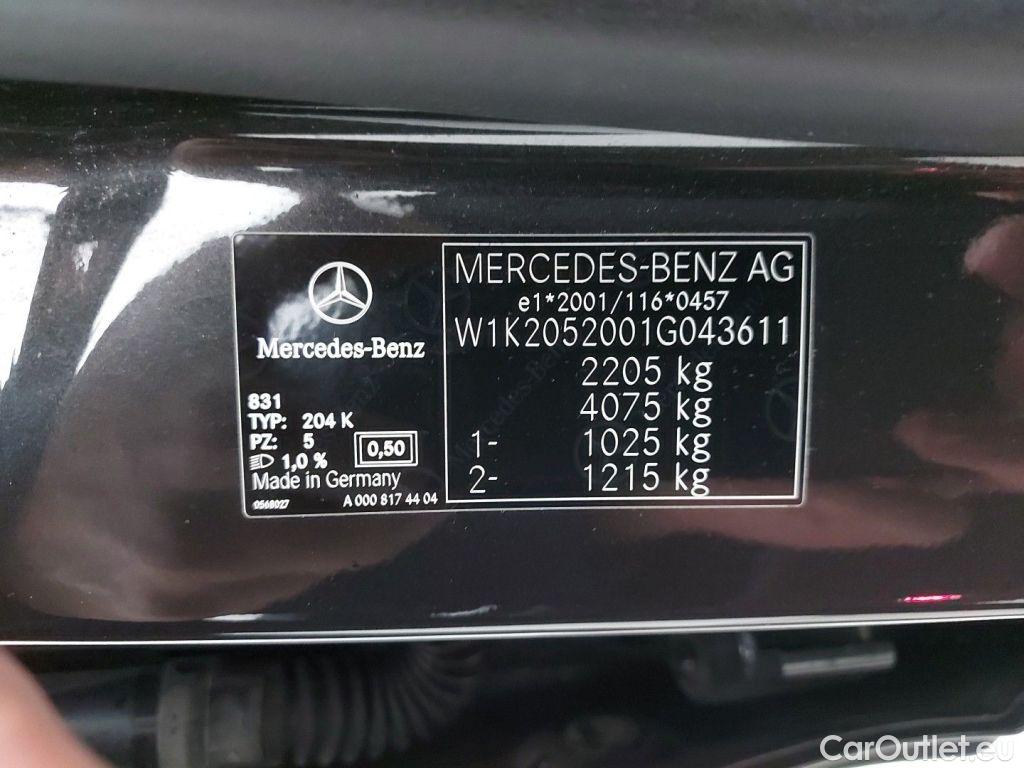 Mercedes-Benz
831
TYP: 204 K
PZ: 5
1,0 %
0,50
Made in Germany
0568027
A 000 817 44 04
MERCEDES-BENZ AG
e1*2001/116*0457
W1K2052001G043611
2205 kg
4075 kg
1- 1025 kg
2- 1215 kg
CarOutlet.eu